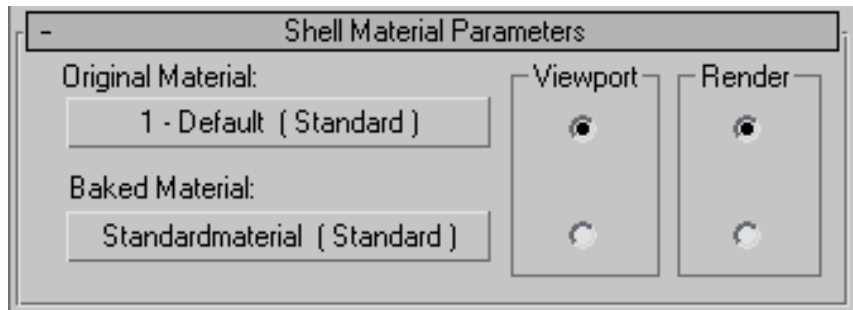 - Shell Material Parameters
Original Material: Viewport Render
1 - Default ( Standard )
Baked Material:
Standardmaterial ( Standard )